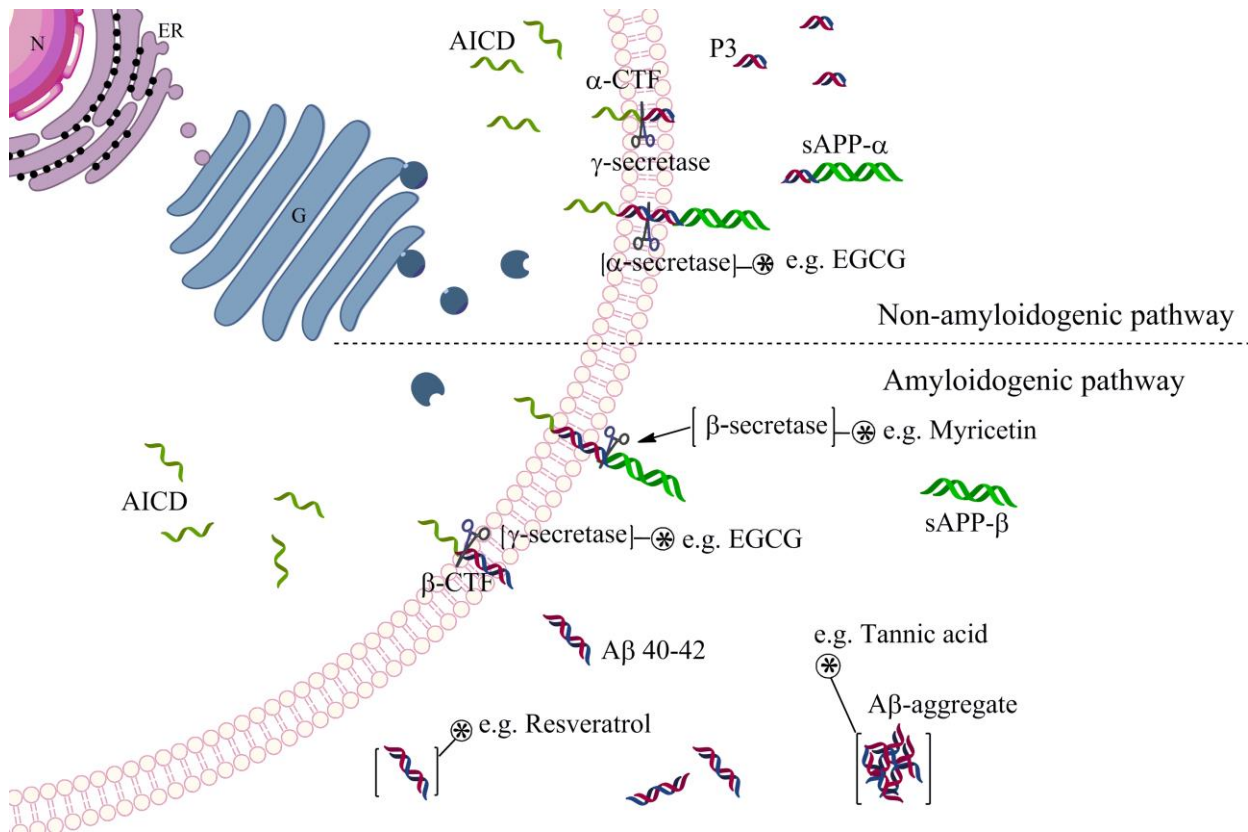 N
ER
AICD
P3
α-CTF
sAPP-α
γ-secretase
G
[α-secretase] e.g. EGCG
Non-amyloidogenic pathway
Amyloidogenic pathway
[β-secretase] e.g. Myricetin
AICD
sAPP-β
[γ-secretase] e.g. EGCG
β-CTF
Aβ 40-42
e.g. Tannic acid
Aβ-aggregate
e.g. Resveratrol